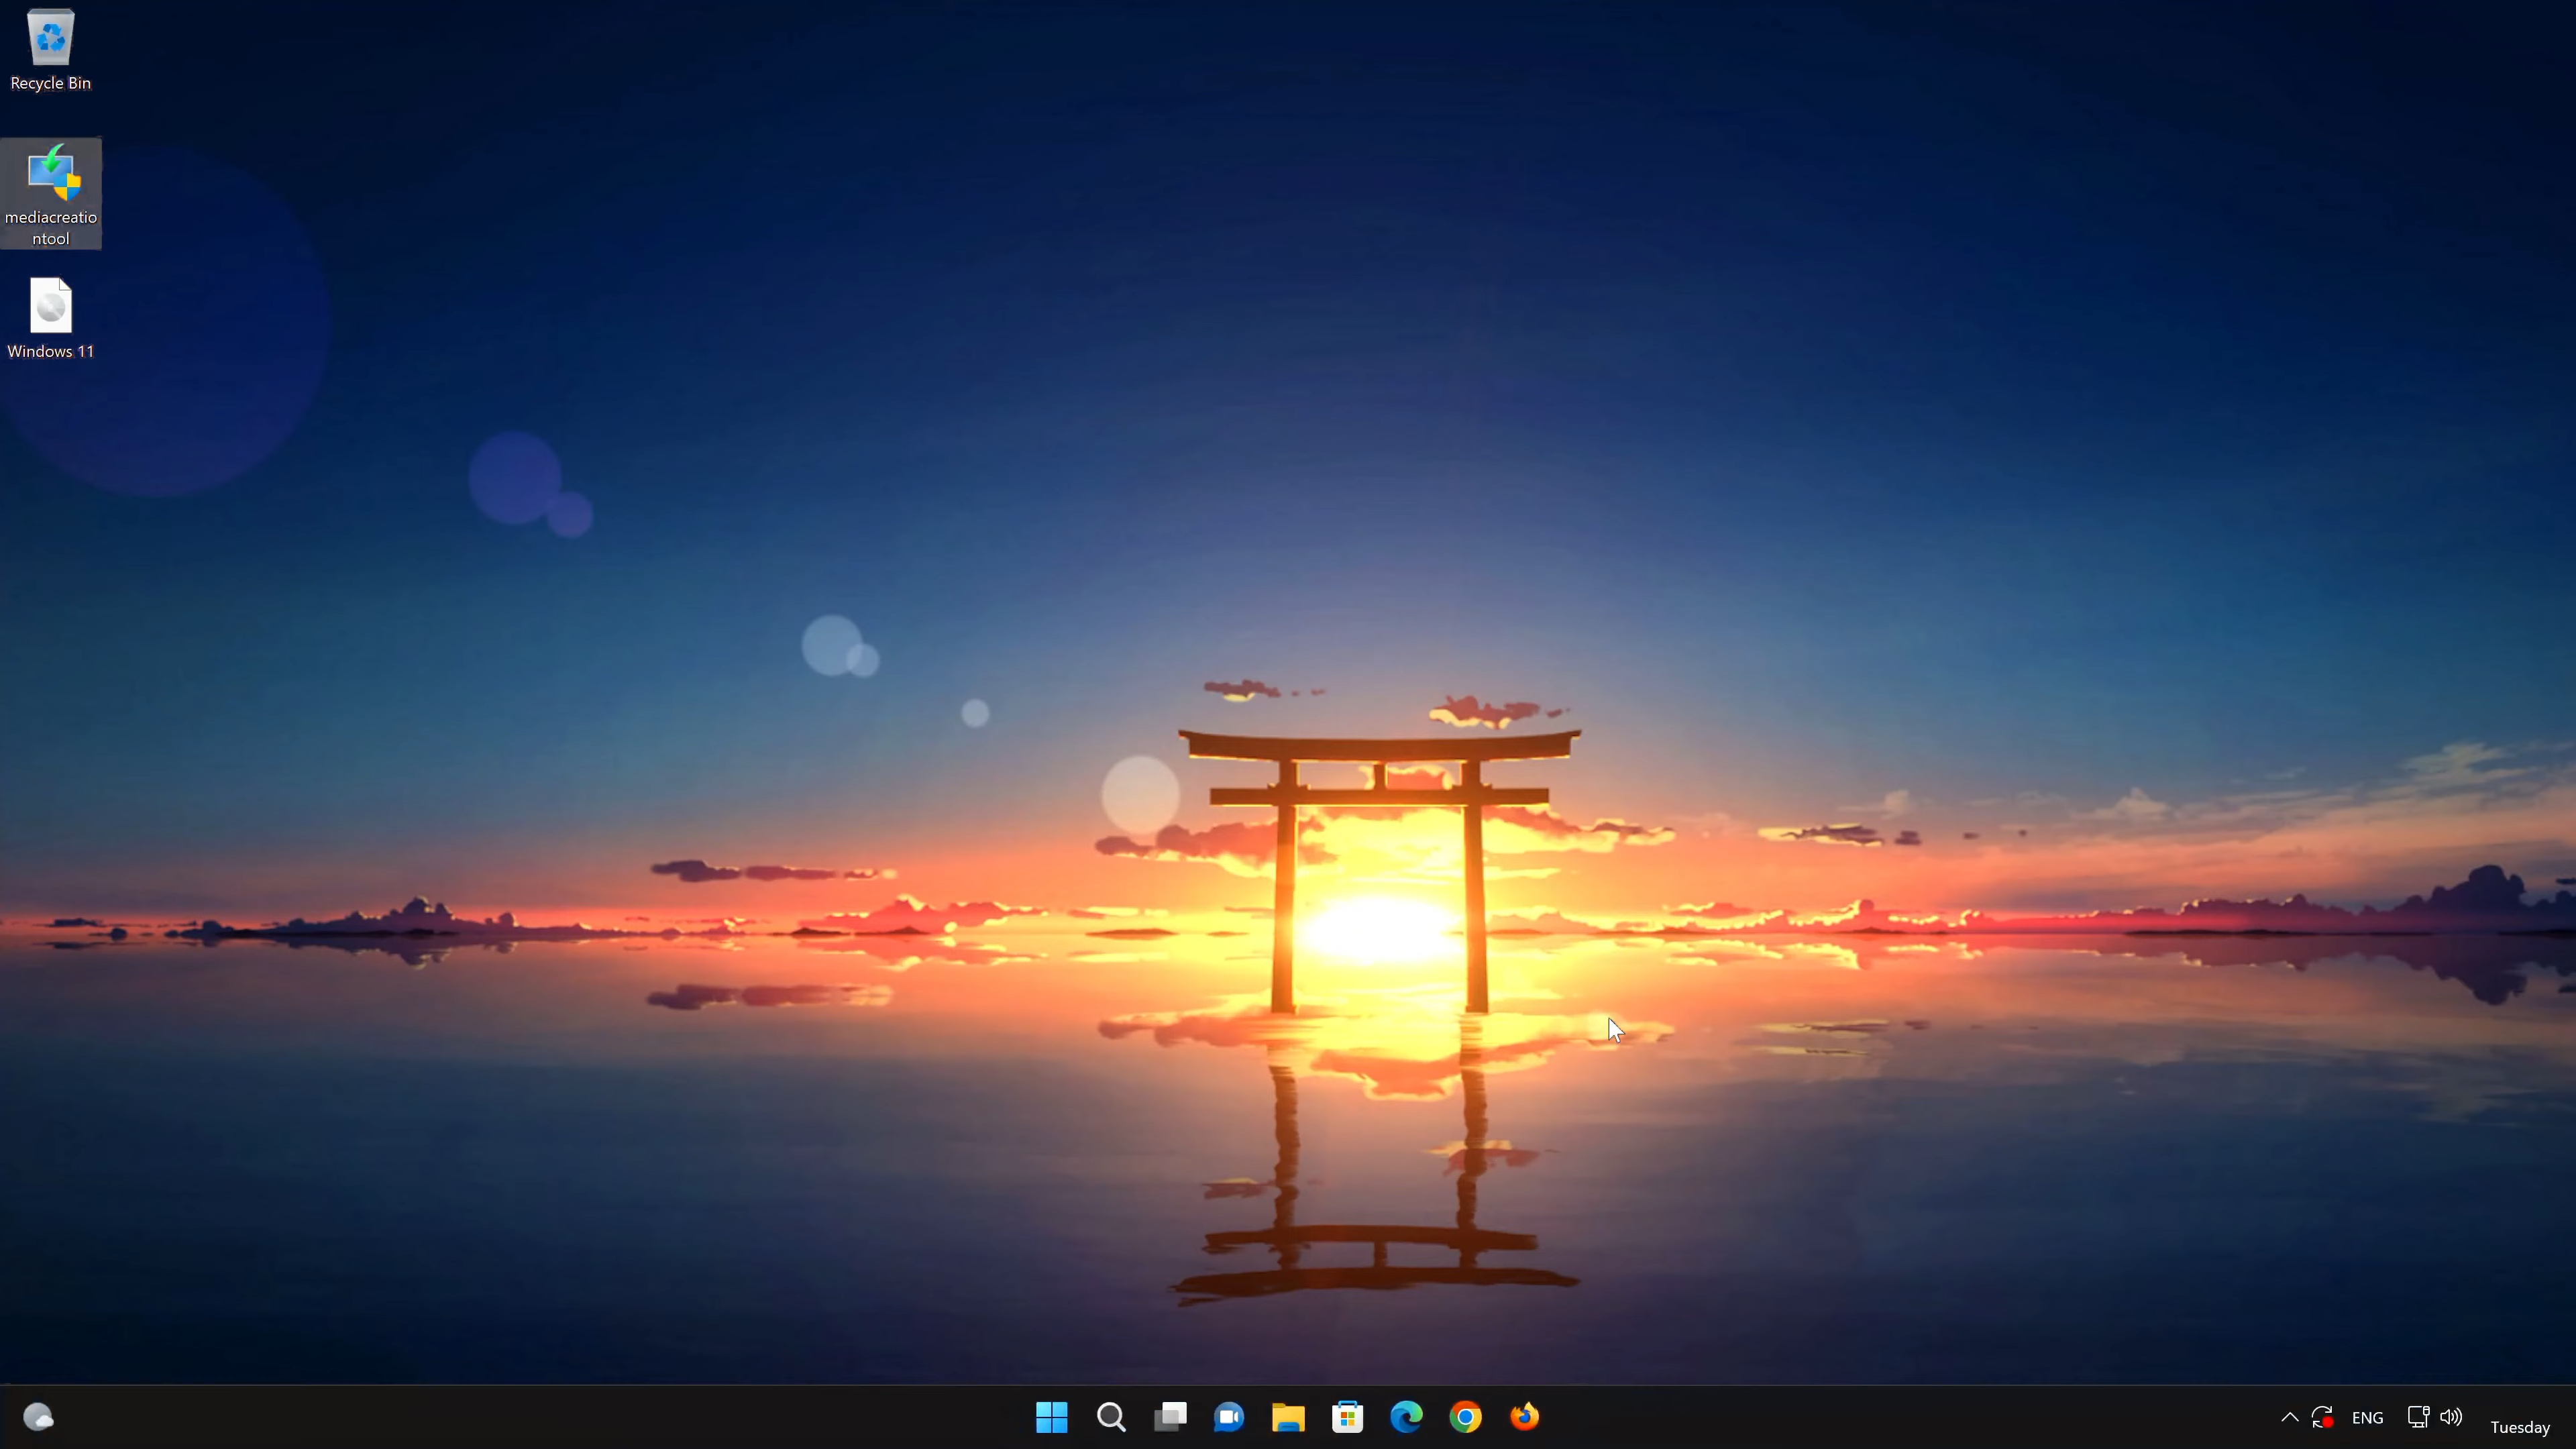 Recycle Bin
mediacreatio
ntool
Windows 11
ENG
Tuesday